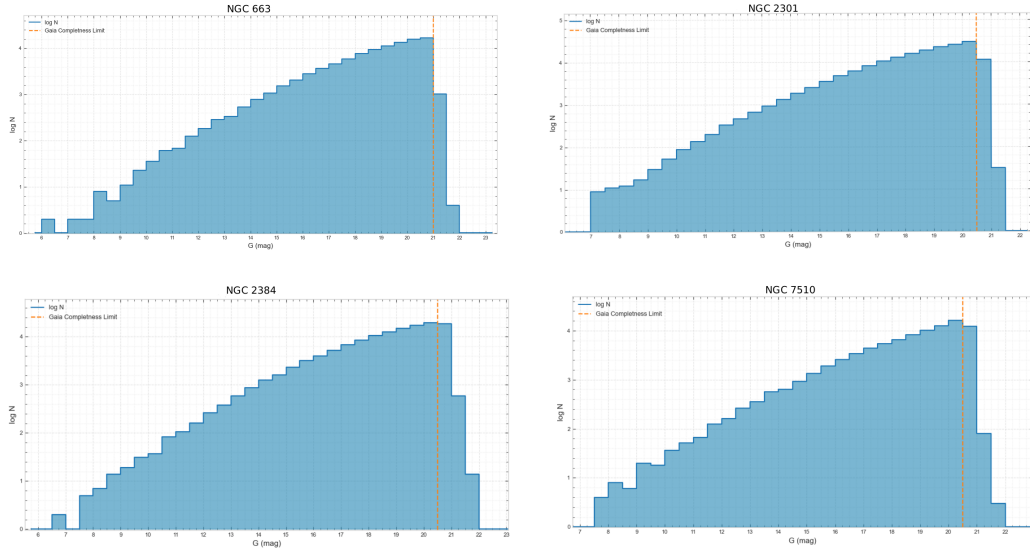 NGC 663
log N
Gaia Completness Limit
4
3
2
1
0
log N
6 7 8 9 10 11 12 13 14 15 16 17 18 19 20 21 22 23
G (mag)
NGC 2301
log N
Gaia Completness Limit
5
4
3
2
1
0
log N
7 8 9 10 11 12 13 14 15 16 17 18 19 20 21 22
G (mag)
NGC 2384
log N
Gaia Completness Limit
4
3
2
1
0
log N
6 7 8 9 10 11 12 13 14 15 16 17 18 19 20 21 22 23
G (mag)
NGC 7510
log N
Gaia Completness Limit
4
3
2
1
0
log N
7 8 9 10 11 12 13 14 15 16 17 18 19 20 21 22
G (mag)